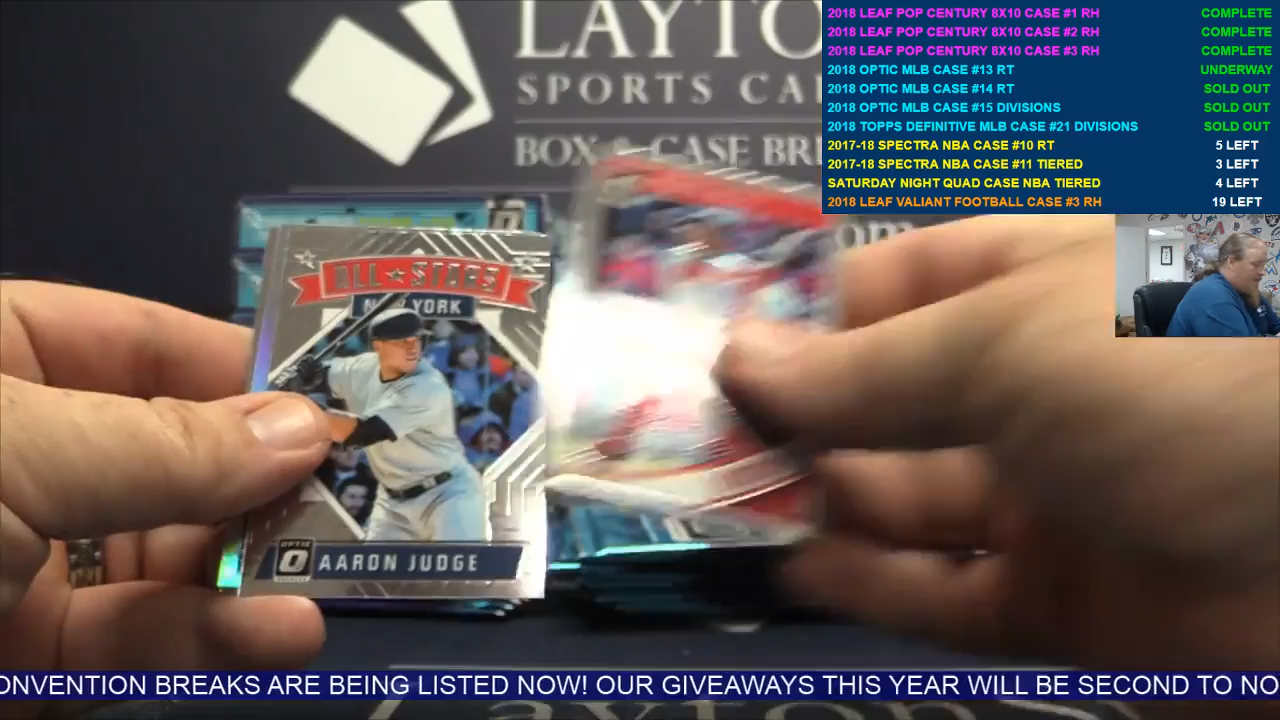 LAYTO
SPORTS CA
BOX & CASE BRE
2018 LEAF POP CENTURY 8X10 CASE #1 RH COMPLETE
2018 LEAF POP CENTURY 8X10 CASE #2 RH COMPLETE
2018 LEAF POP CENTURY 8X10 CASE #3 RH COMPLETE
2018 OPTIC MLB CASE #13 RT UNDERWAY
2018 OPTIC MLB CASE #14 RT SOLD OUT
2018 OPTIC MLB CASE #15 DIVISIONS SOLD OUT
2018 TOPPS DEFINITIVE MLB CASE #21 DIVISIONS SOLD OUT
2017-18 SPECTRA NBA CASE #10 RT 5 LEFT
2017-18 SPECTRA NBA CASE #11 TIERED 3 LEFT
SATURDAY NIGHT QUAD CASE NBA TIERED 4 LEFT
2018 LEAF VALIANT FOOTBALL CASE #3 RH 19 LEFT
om
ALL★STARS
NEW YORK
OPTIC
AARON JUDGE
ONVENTION BREAKS ARE BEING LISTED NOW! OUR GIVEAWAYS THIS YEAR WILL BE SECOND TO NO
Laytons